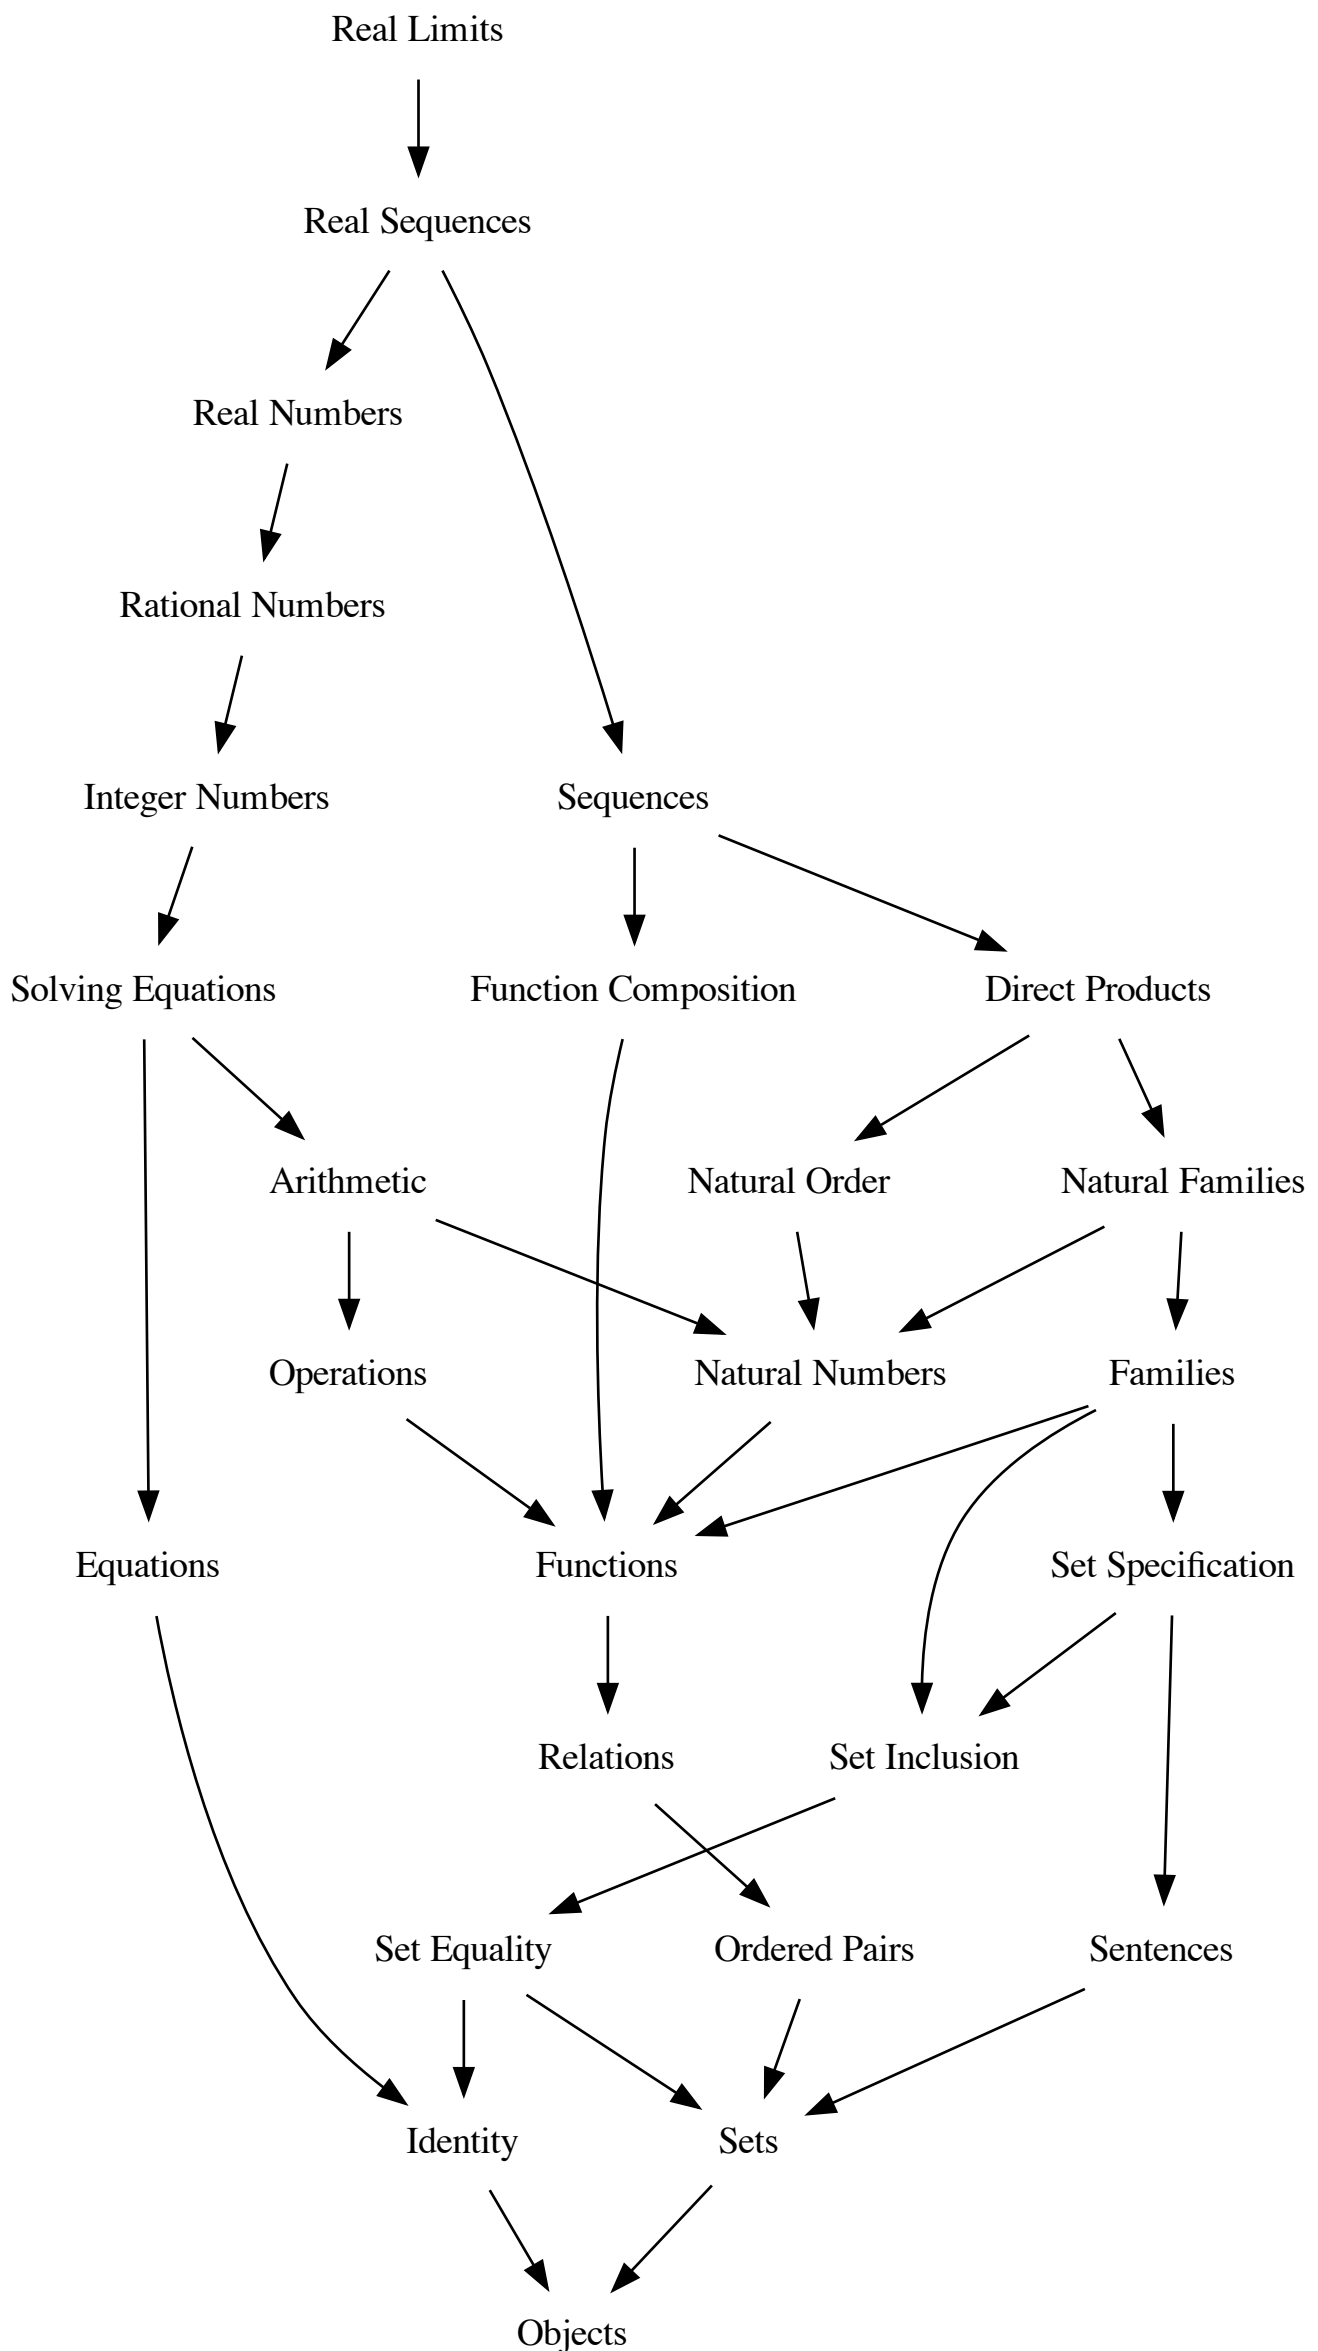 Real Limits
Real Sequences
Real Numbers
Rational Numbers
Integer Numbers
Sequences
Solving Equations
Function Composition
Direct Products
Arithmetic
Natural Order
Natural Families
Operations
Natural Numbers
Families
Equations
Functions
Set Specification
Relations
Set Inclusion
Set Equality
Ordered Pairs
Sentences
Identity
Sets
Objects